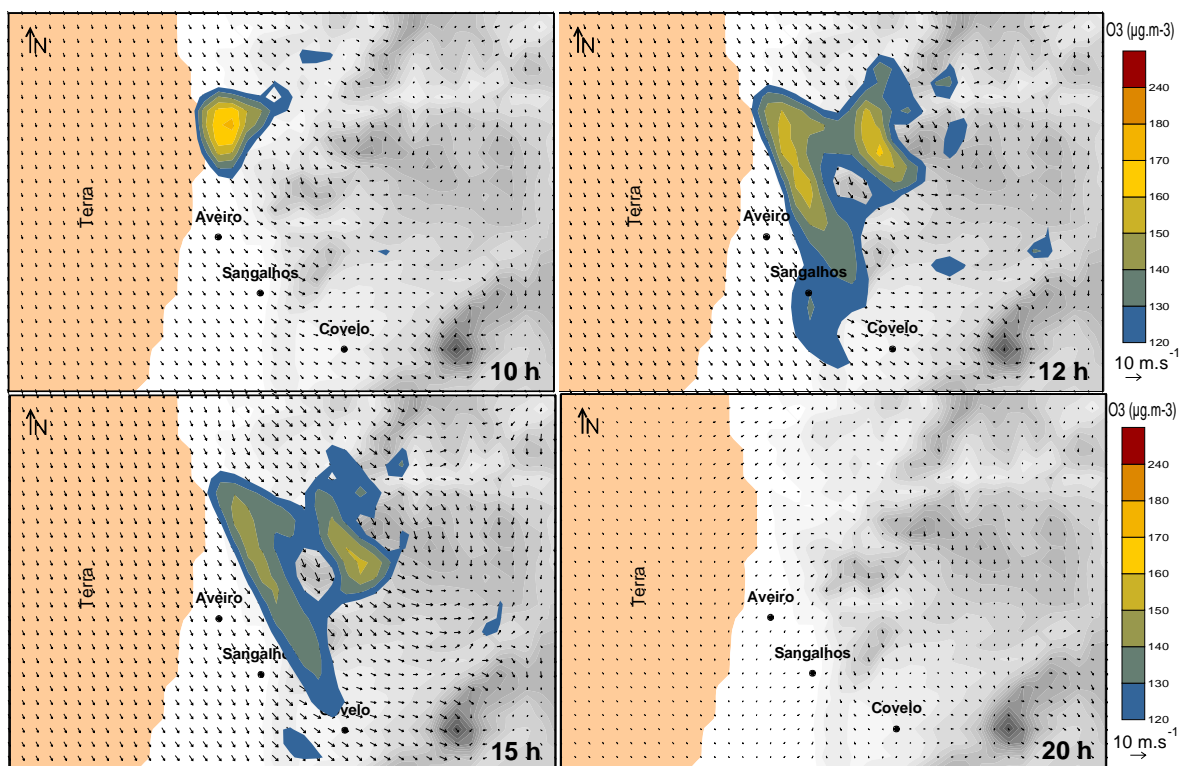 N
Terra
Aveiro
Sangalhos
Covelo
10 h
N
Terra
Aveiro
Sangalhos
Covelo
12 h
O3 (µg.m-3)
240
180
170
160
150
140
130
120
10 m.s-1
N
Terra
Aveiro
Sangalhos
Covelo
15 h
N
Terra
Aveiro
Sangalhos
Covelo
20 h
O3 (µg.m-3)
240
180
170
160
150
140
130
120
10 m.s-1